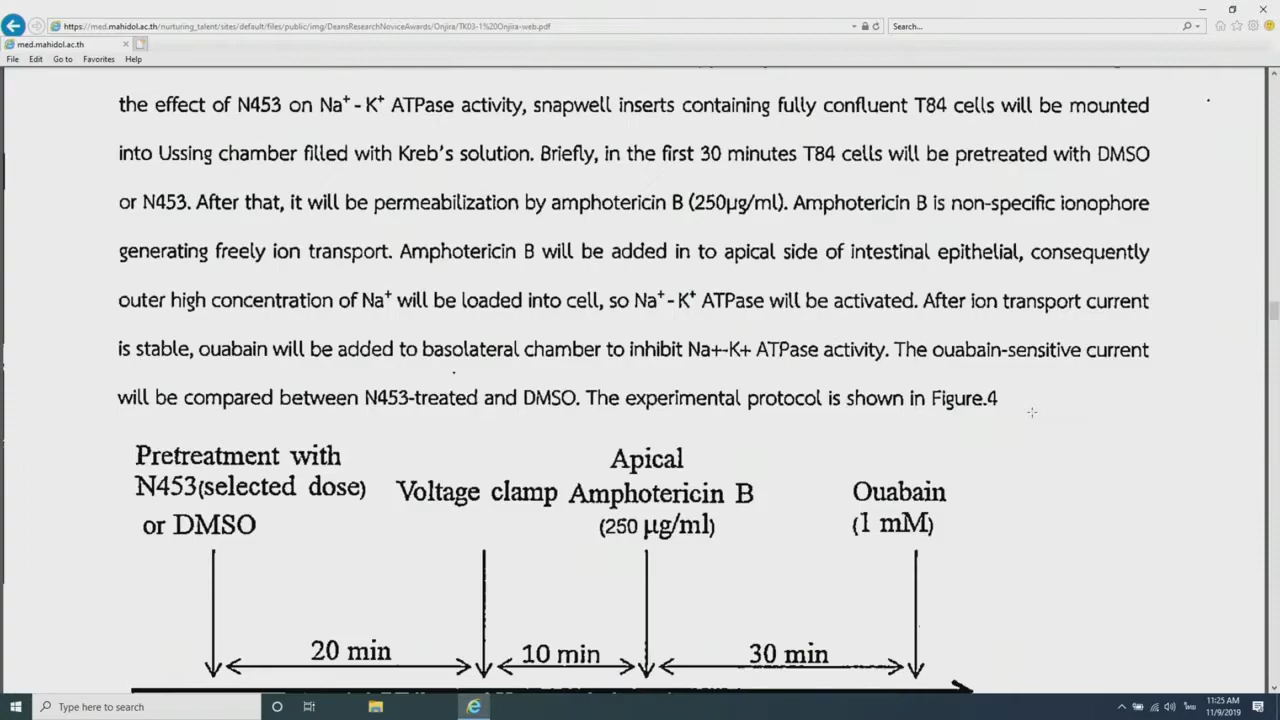 https://med.mahidol.ac.th/nurturing_talent/sites/default/files/public/img/DeansResearchNoviceAwards/Onjira/TK03-1%20Onjira-web.pdf
Search...
med.mahidol.ac.th
File Edit Go to Favorites Help
the effect of N453 on Na⁺ - K⁺ ATPase activity, snapwell inserts containing fully confluent T84 cells will be mounted
into Ussing chamber filled with Kreb's solution. Briefly, in the first 30 minutes T84 cells will be pretreated with DMSO
or N453. After that, it will be permeabilization by amphotericin B (250µg/ml). Amphotericin B is non-specific ionophore
generating freely ion transport. Amphotericin B will be added in to apical side of intestinal epithelial, consequently
outer high concentration of Na⁺ will be loaded into cell, so Na⁺ - K⁺ ATPase will be activated. After ion transport current
is stable, ouabain will be added to basolateral chamber to inhibit Na+-K+ ATPase activity. The ouabain-sensitive current
will be compared between N453-treated and DMSO. The experimental protocol is shown in Figure.4
Pretreatment with
N453(selected dose)
or DMSO
Voltage clamp
Apical
Amphotericin B
(250 µg/ml)
Ouabain
(1 mM)
20 min
10 min
30 min
Type here to search
11:25 AM
11/9/2019